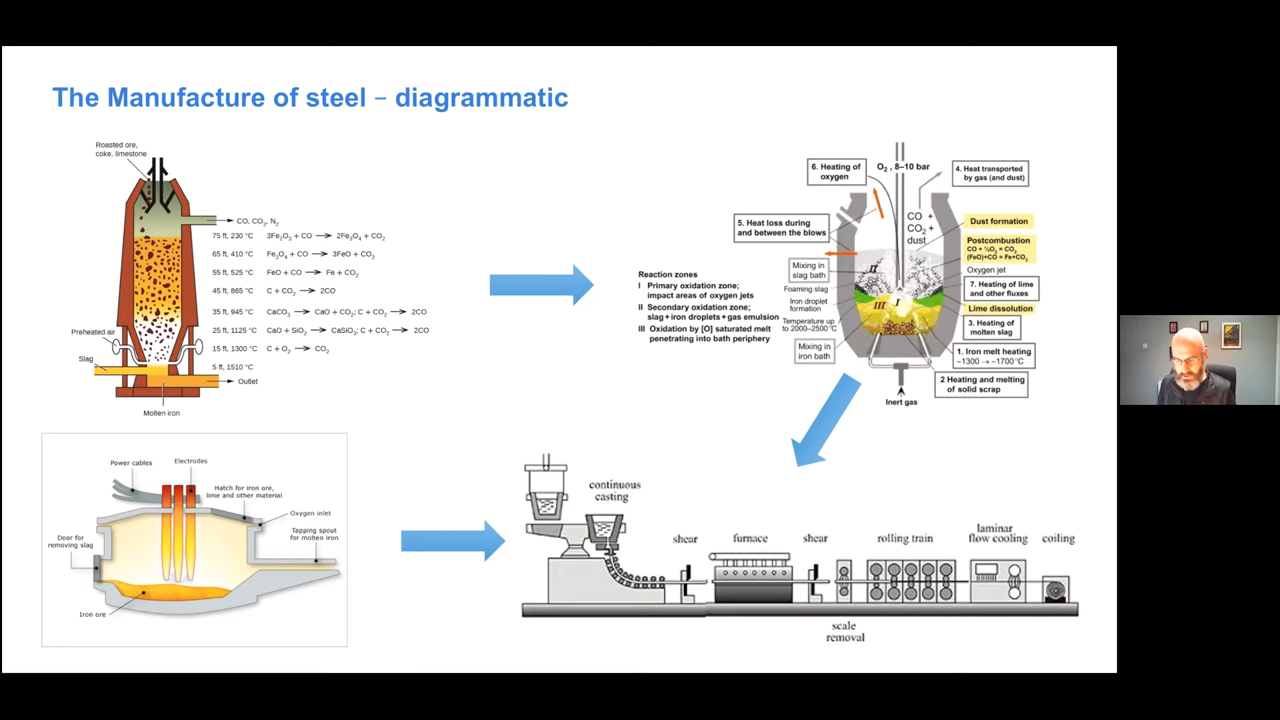 The Manufacture of steel – diagrammatic
Roasted ore,
coke, limestone
CO, CO₂, N₂
75 ft, 230 °C 3Fe₂O₃ + CO → 2Fe₃O₄ + CO₂
65 ft, 410 °C Fe₃O₄ + CO → 3FeO + CO₂
55 ft, 525 °C FeO + CO → Fe + CO₂
45 ft, 865 °C C + CO₂ → 2CO
35 ft, 945 °C CaCO₃ → CaO + CO₂; C + CO₂ → 2CO
25 ft, 1125 °C CaO + SiO₂ → CaSiO₃; C + CO₂ → 2CO
15 ft, 1300 °C C + O₂ → CO₂
5 ft, 1510 °C
Preheated air
Slag
Outlet
Molten iron
6. Heating of
oxygen
O₂, 8–10 bar
4. Heat transported
by gas (and dust)
5. Heat loss during
and between the blows
CO +
CO₂ +
dust
Dust formation
Postcombustion
CO + ½O₂ = CO₂
(FeO)+CO = Fe+CO₂
Oxygen jet
7. Heating of lime
and other fluxes
Lime dissolution
3. Heating of
molten slag
1. Iron melt heating
~1300 → ~1700 °C
2 Heating and melting
of solid scrap
Inert gas
Mixing in
slag bath
Foaming slag
Iron droplet
formation
Temperature up
to 2000–2500 °C
Mixing in
iron bath
II
III
I
Reaction zones
I Primary oxidation zone;
impact areas of oxygen jets
II Secondary oxidation zone;
slag + iron droplets + gas emulsion
III Oxidation by [O] saturated melt
penetrating into bath periphery
Power cables
Electrodes
Hatch for iron ore,
lime and other material
Oxygen inlet
Tapping spout
for molten iron
Door for
removing slag
Iron ore
continuous
casting
shear
furnace
shear
rolling train
laminar
flow cooling
coiling
scale
removal